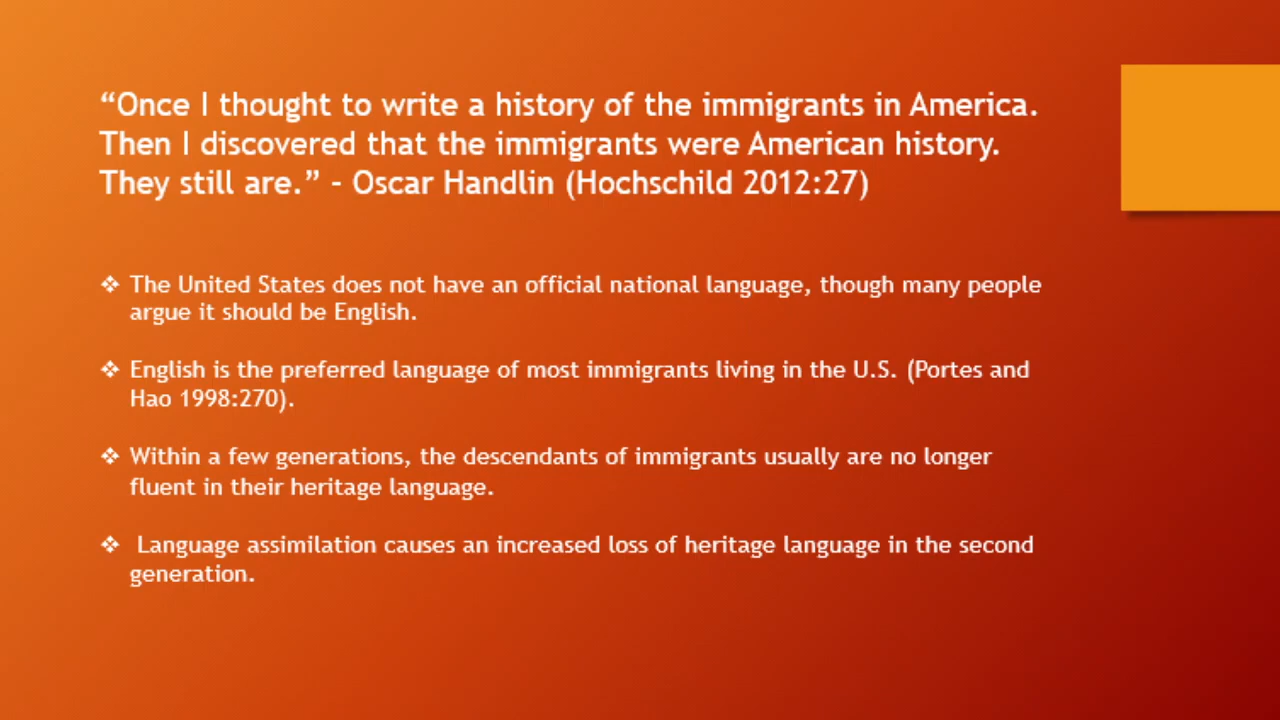 “Once I thought to write a history of the immigrants in America.
Then I discovered that the immigrants were American history.
They still are.” – Oscar Handlin (Hochschild 2012:27)
❖ The United States does not have an official national language, though many people
argue it should be English.
❖ English is the preferred language of most immigrants living in the U.S. (Portes and
Hao 1998:270).
❖ Within a few generations, the descendants of immigrants usually are no longer
fluent in their heritage language.
❖ Language assimilation causes an increased loss of heritage language in the second
generation.